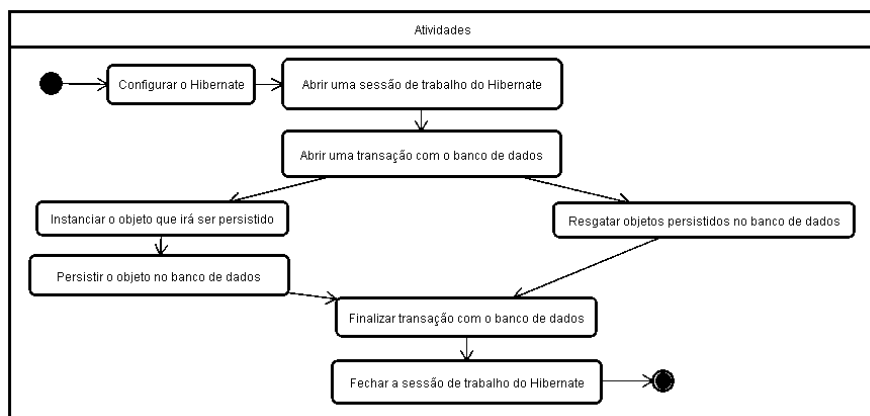 Atividades
Configurar o Hibernate
Abrir uma sessão de trabalho do Hibernate
Abrir uma transação com o banco de dados
Instanciar o objeto que irá ser persistido
Resgatar objetos persistidos no banco de dados
Persistir o objeto no banco de dados
Finalizar transação com o banco de dados
Fechar a sessão de trabalho do Hibernate